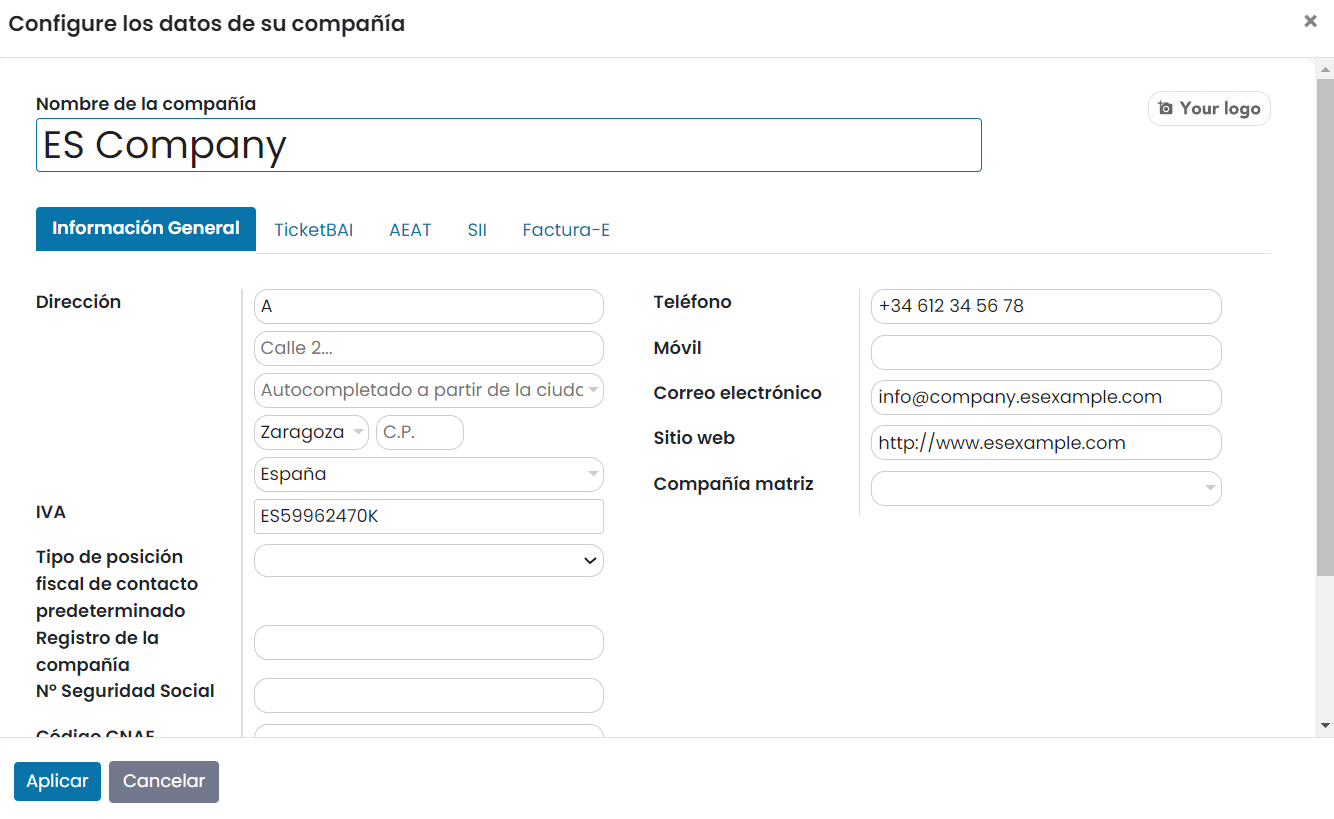 Configure los datos de su compañía
×
Nombre de la compañía
Your logo
ES Company
Información General
TicketBAI
AEAT
SII
Factura-E
Dirección
A
Calle 2...
Autocompletado a partir de la ciudc
Zaragoza
C.P.
España
IVA
ES59962470K
Tipo de posición
fiscal de contacto
predeterminado
Registro de la
compañía
Nº Seguridad Social
Código CNAE
Teléfono
+34 612 34 56 78
Móvil
Correo electrónico
info@company.esexample.com
Sitio web
http://www.esexample.com
Compañía matriz
Aplicar
Cancelar